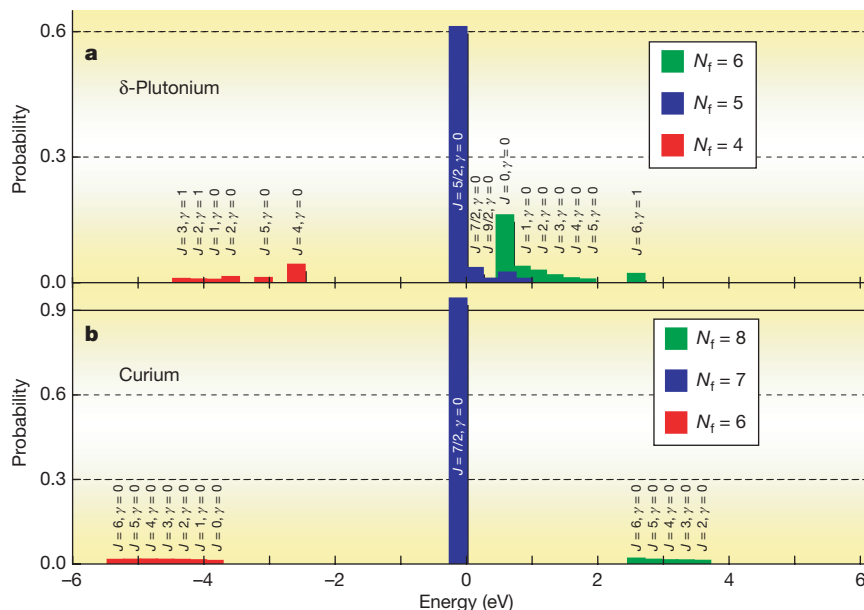 a
δ-Plutonium
Probability
0.6
0.3
0.0
N_f = 6
N_f = 5
N_f = 4
J = 3, γ = 1
J = 2, γ = 1
J = 1, γ = 0
J = 2, γ = 0
J = 5, γ = 0
J = 4, γ = 0
J = 5/2, γ = 0
J = 7/2, γ = 0
J = 9/2, γ = 0
J = 0, γ = 0
J = 1, γ = 0
J = 2, γ = 0
J = 3, γ = 0
J = 4, γ = 0
J = 5, γ = 0
J = 6, γ = 1
b
Curium
Probability
0.9
0.6
0.3
0.0
N_f = 8
N_f = 7
N_f = 6
J = 6, γ = 0
J = 5, γ = 0
J = 4, γ = 0
J = 3, γ = 0
J = 2, γ = 0
J = 1, γ = 0
J = 0, γ = 0
J = 7/2, γ = 0
J = 6, γ = 0
J = 5, γ = 0
J = 4, γ = 0
J = 3, γ = 0
J = 2, γ = 0
−6 −4 −2 0 2 4 6
Energy (eV)